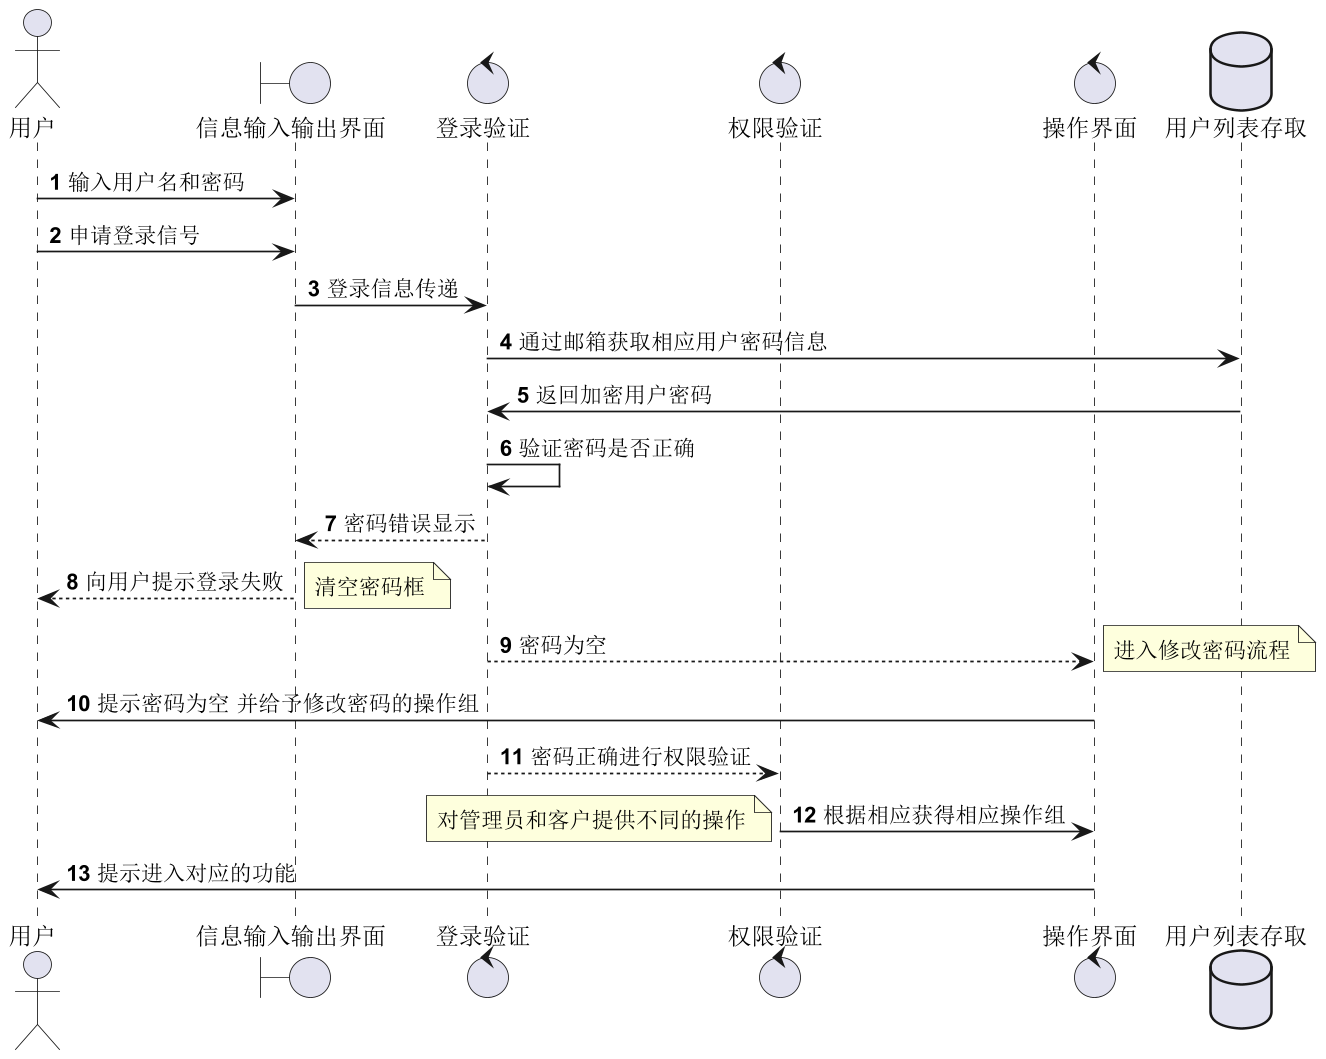 用户 信息输入输出界面 登录验证 权限验证 操作界面 用户列表存取
1 输入用户名和密码
2 申请登录信号
3 登录信息传递
4 通过邮箱获取相应用户密码信息
5 返回加密用户密码
6 验证密码是否正确
7 密码错误显示
8 向用户提示登录失败
清空密码框
9 密码为空
进入修改密码流程
10 提示密码为空 并给予修改密码的操作组
11 密码正确进行权限验证
对管理员和客户提供不同的操作
12 根据相应获得相应操作组
13 提示进入对应的功能
用户 信息输入输出界面 登录验证 权限验证 操作界面 用户列表存取